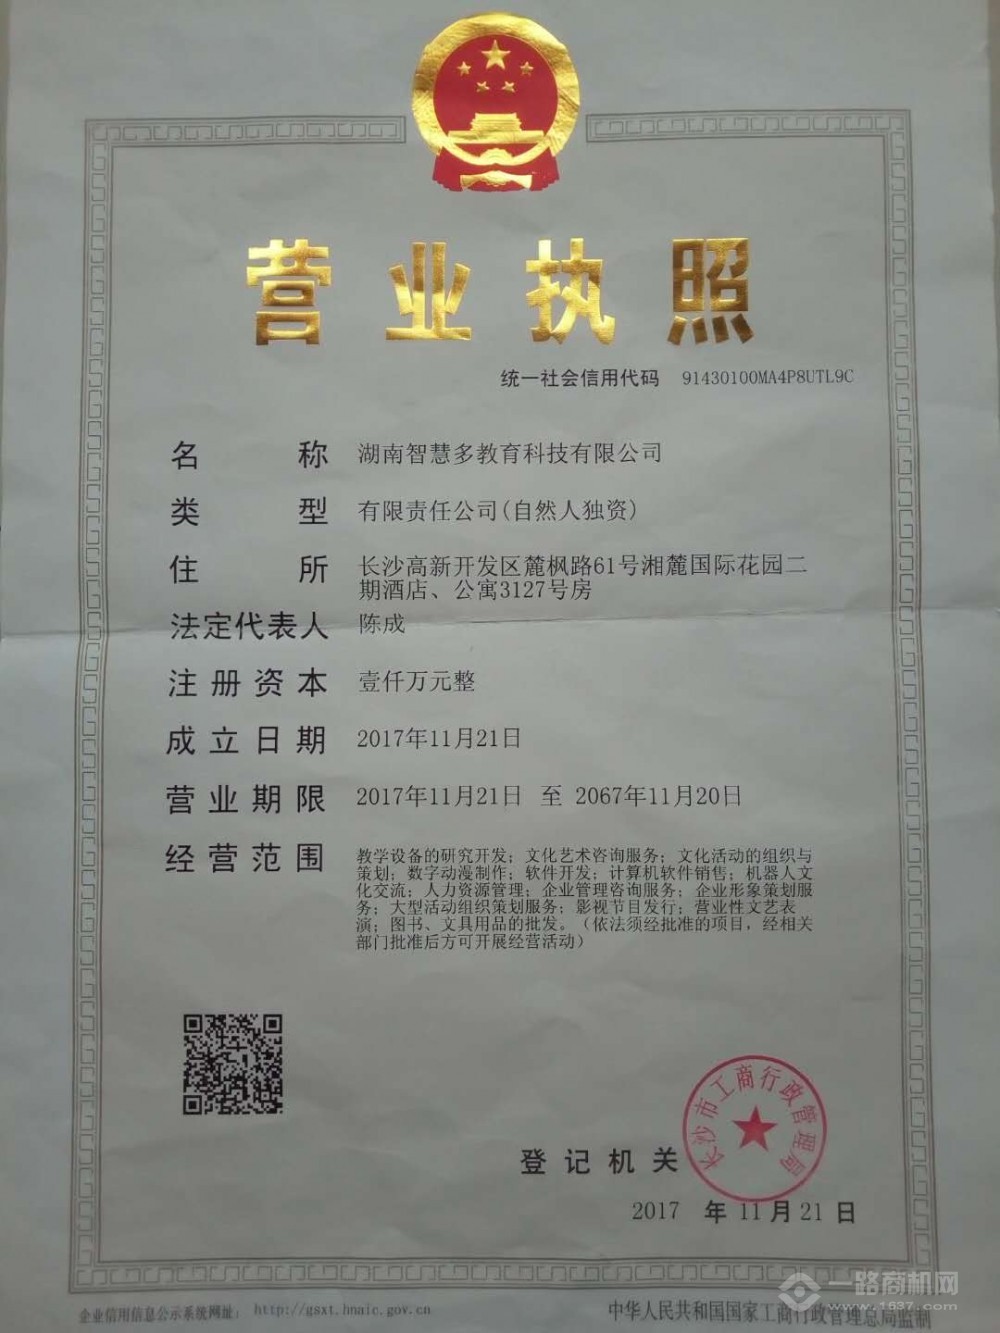 营业执照
统一社会信用代码 91430100MA4P8UTL9C
名称 湖南智慧多教育科技有限公司
类型 有限责任公司(自然人独资)
住所 长沙高新开发区麓枫路61号湘麓国际花园二
期酒店、公寓3127号房
法定代表人 陈成
注册资本 壹仟万元整
成立日期 2017年11月21日
营业期限 2017年11月21日 至 2067年11月20日
经营范围 教学设备的研究开发；文化艺术咨询服务；文化活动的组织与
策划；数字动漫制作；软件开发；计算机软件销售；机器人文
化交流；人力资源管理；企业管理咨询服务；企业形象策划服
务；大型活动组织策划服务；影视节目发行；营业性文艺表
演；图书、文具用品的批发。（依法须经批准的项目，经相关
部门批准后方可开展经营活动）
长沙市工商行政管理局
登记机关
2017 年 11 月 21 日
企业信用信息公示系统网址： http://gsxt.hnaic.gov.cn
中华人民共和国国家工商行政管理总局监制
一路商机网
www.1637.com